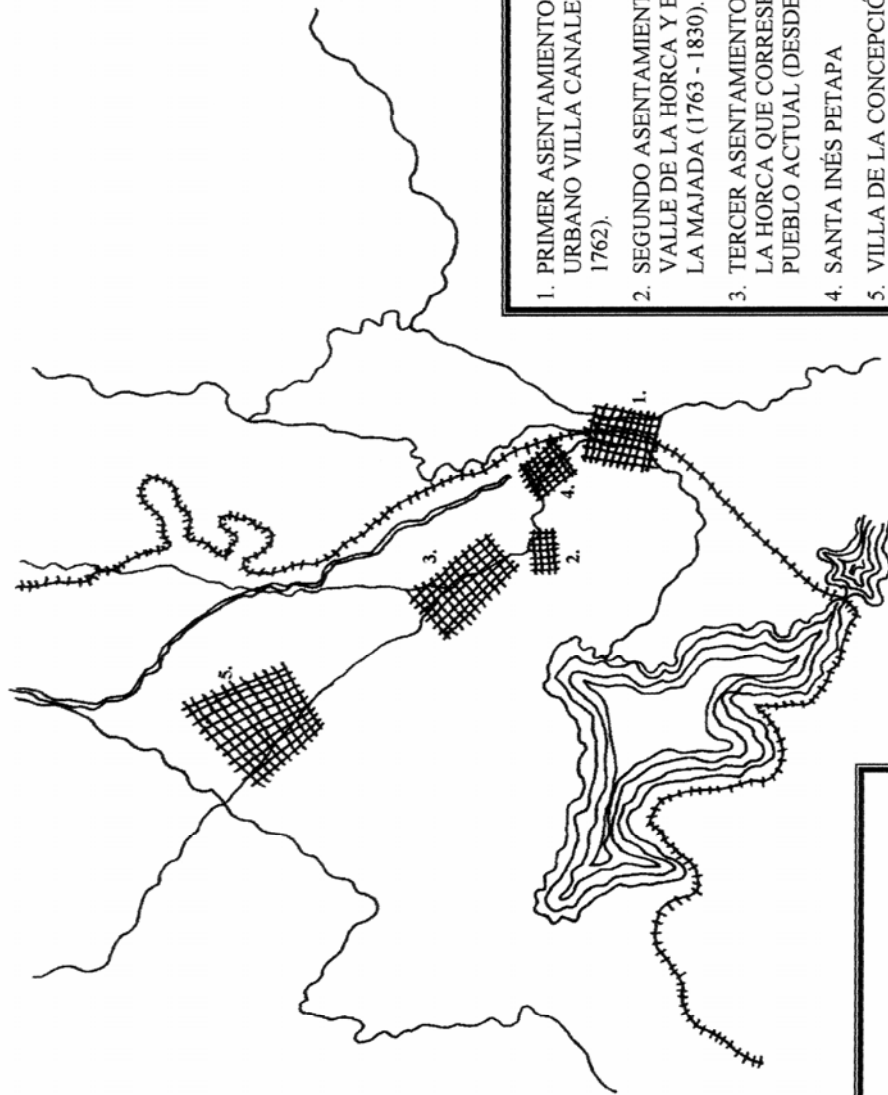 1. PRIMER ASENTAMIENTO
URBANO VILLA CANALE
1762).
2. SEGUNDO ASENTAMIENT
VALLE DE LA HORCA Y E
LA MAJADA (1763 - 1830).
3. TERCER ASENTAMIENTO
LA HORCA QUE CORRESP
PUEBLO ACTUAL (DESDE
4. SANTA INÉS PETAPA
5. VILLA DE LA CONCEPCIÓ
1.
2.
3.
4.
5.